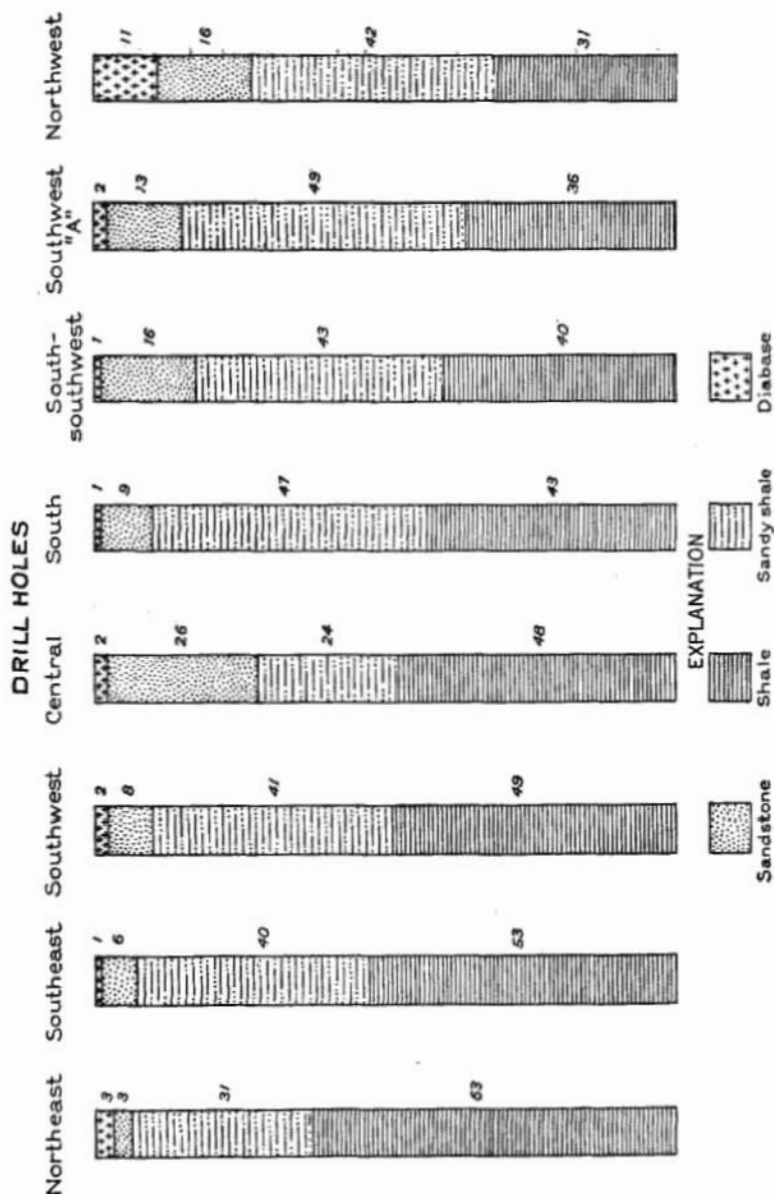 DRILL HOLES
Northeast
3
3
31
63
Southeast
1
6
40
53
Southwest
2
8
41
49
Central
2
26
24
48
South
1
9
47
43
South-
southwest
1
16
43
40
Southwest
"A"
2
13
49
36
Northwest
11
16
42
31
EXPLANATION
Sandstone
Shale
Sandy shale
Diabase